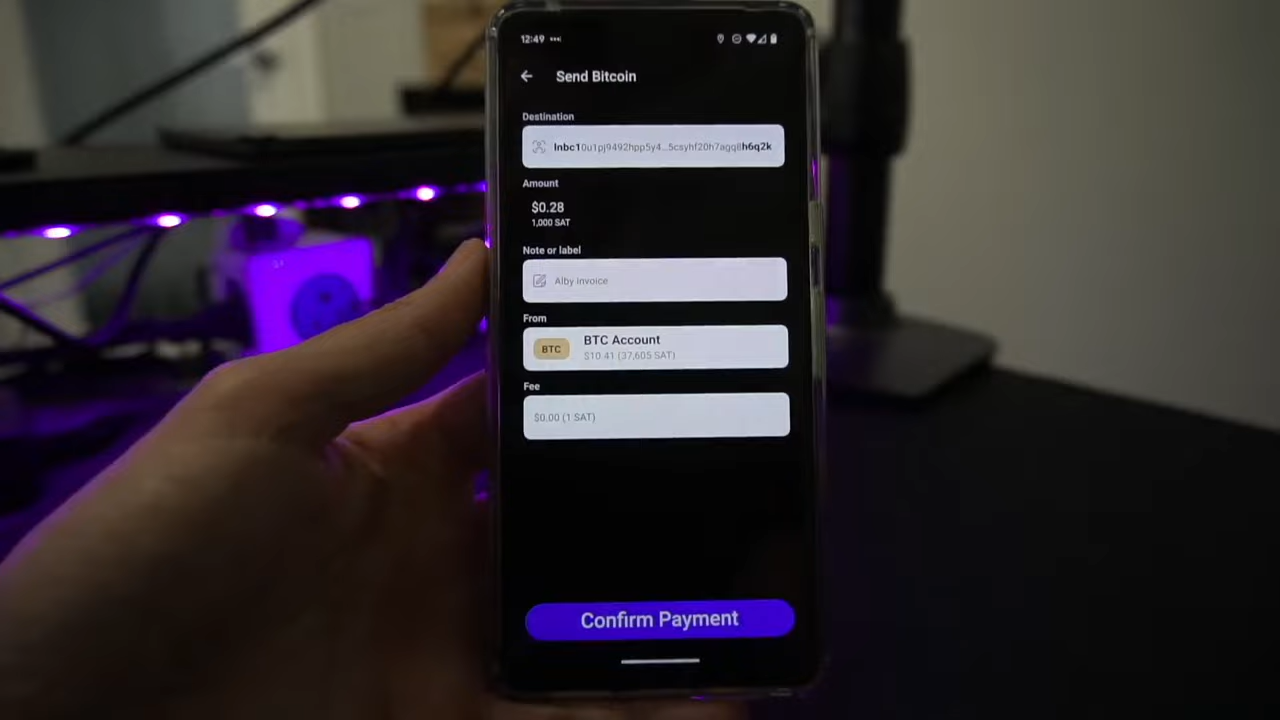 12:49
Send Bitcoin
Destination
lnbc10u1pj9492hpp5y4...5csyhf20h7agq8h6q2k
Amount
$0.28
1,000 SAT
Note or label
Alby invoice
From
BTC
BTC Account
$10.41 (37,605 SAT)
Fee
$0.00 (1 SAT)
Confirm Payment